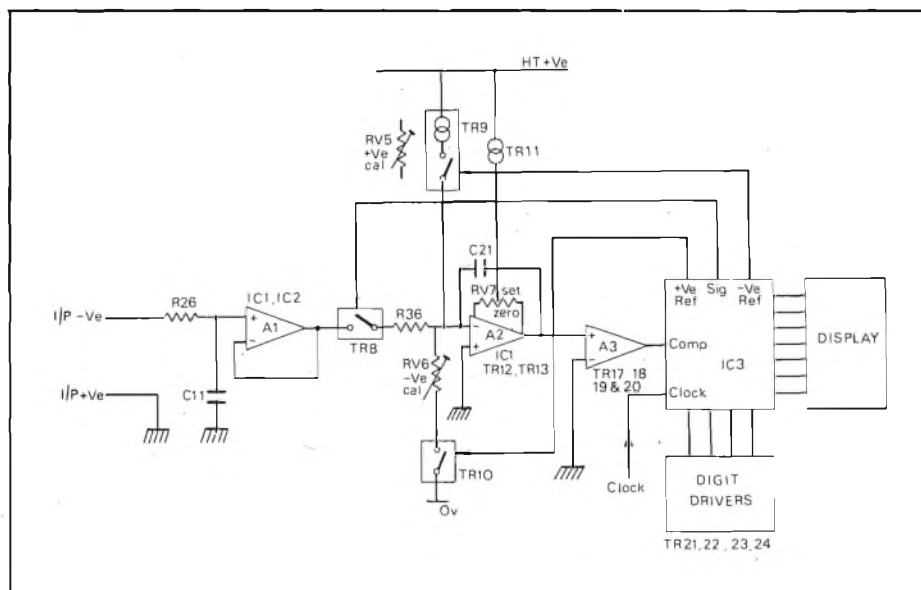 HT+Ve
TR9
RV5
+Ve
cal
TR11
C21
RV7 set
zero
IC1, IC2
R26
I/P -Ve
A1
R36
A2
IC1
TR12, TR13
TR8
RV6
-Ve
cal
A3
TR17 18
19 & 20
+Ve Sig -Ve
Ref Ref
Comp
IC3
Clock
DISPLAY
I/P+Ve
C11
TR10
0v
Clock
DIGIT
DRIVERS
TR21, 22, 23, 24